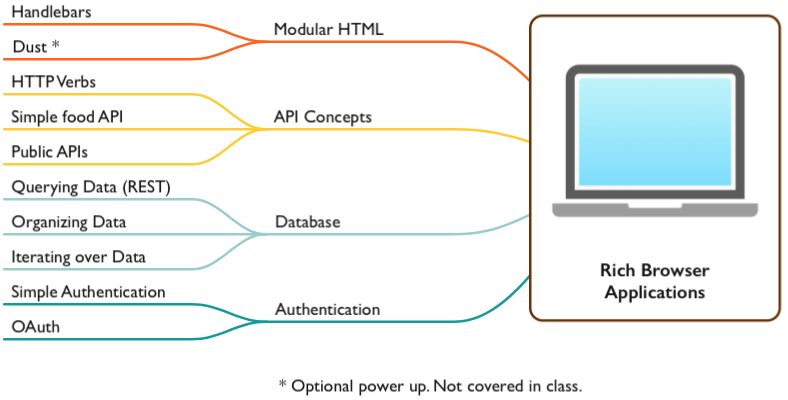 Handlebars
Modular HTML
Dust *
HTTP Verbs
Simple food API
API Concepts
Public APIs
Querying Data (REST)
Organizing Data
Database
Iterating over Data
Simple Authentication
Authentication
OAuth
Rich Browser
Applications
* Optional power up. Not covered in class.